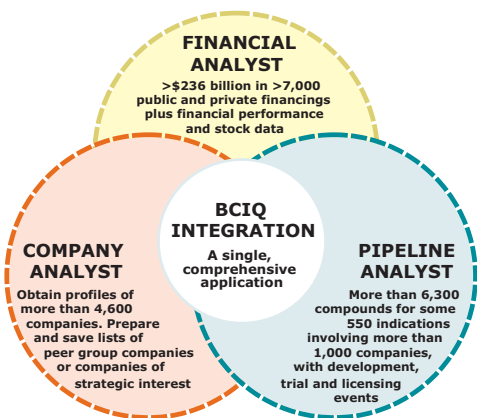 FINANCIAL
ANALYST
>$236 billion in >7,000
public and private financings
plus financial performance
and stock data
BCIQ
INTEGRATION
A single,
comprehensive
application
COMPANY
ANALYST
Obtain profiles of
more than 4,600
companies. Prepare
and save lists of
peer group companies
or companies of
strategic interest
PIPELINE
ANALYST
More than 6,300
compounds for some
550 indications
involving more than
1,000 companies,
with development,
trial and licensing
events